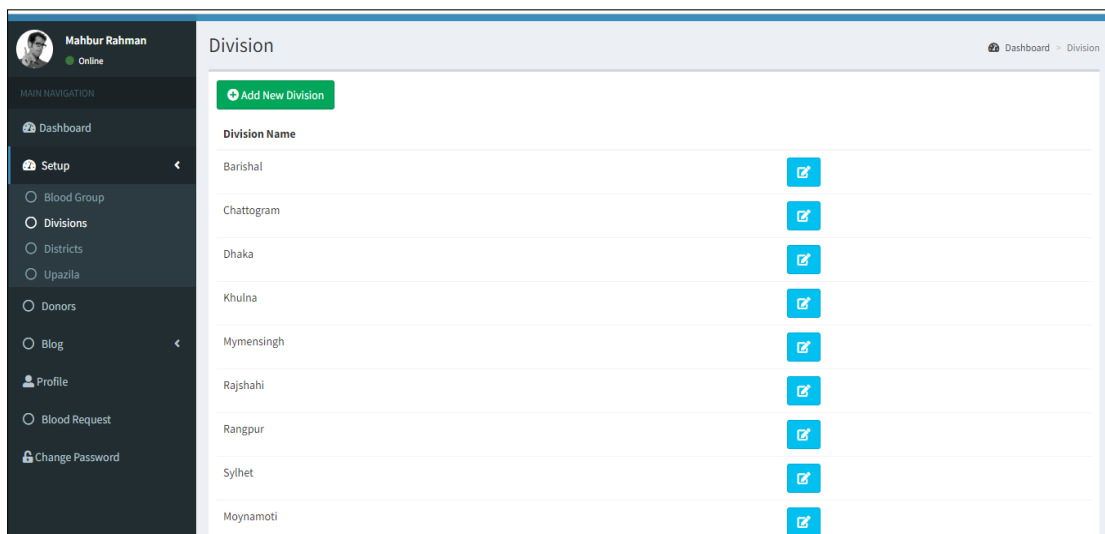 Mahbur Rahman
Online
MAIN NAVIGATION
Dashboard
Setup
Blood Group
Divisions
Districts
Upazila
Donors
Blog
Profile
Blood Request
Change Password
Division
Dashboard > Division
Add New Division
Division Name
Barishal
Chattogram
Dhaka
Khulna
Mymensingh
Rajshahi
Rangpur
Sylhet
Moynamoti